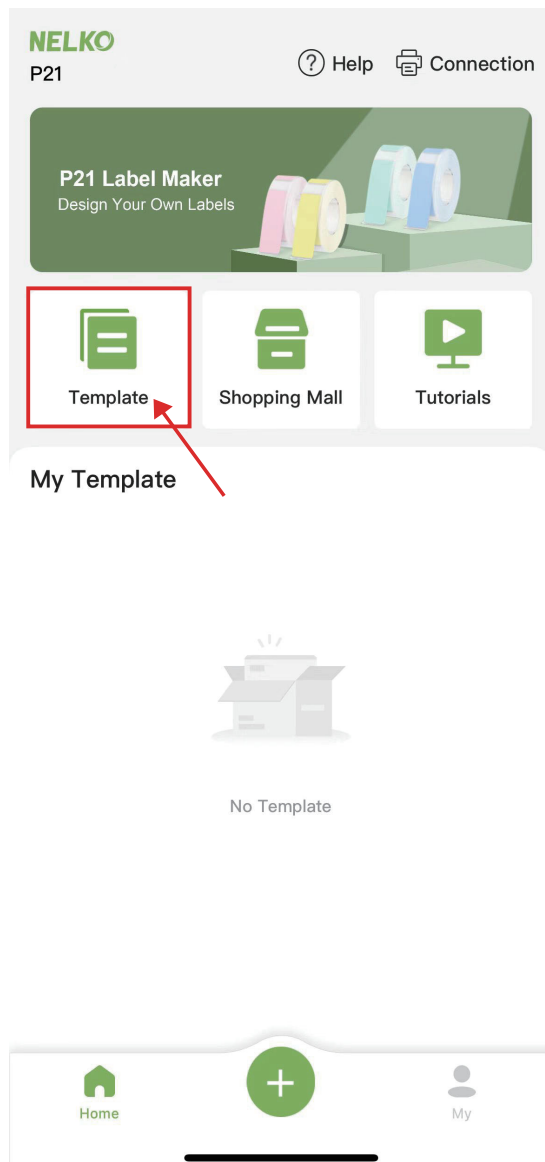 NELKO
P21
Help
Connection
P21 Label Maker
Design Your Own Labels
Template
Shopping Mall
Tutorials
My Template
No Template
Home
My